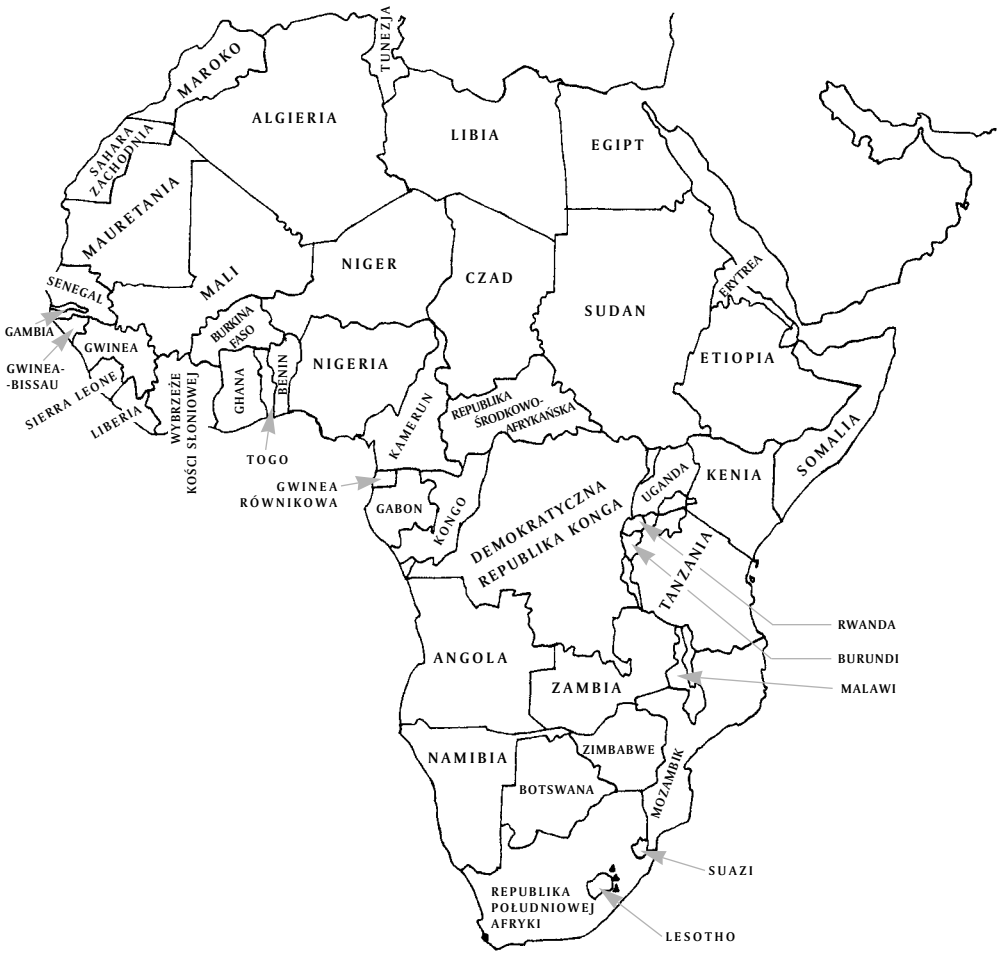 TUNEZJA
MAROKO
ALGIERIA
LIBIA
EGIPT
SAHARA
ZACHODNIA
MAURETANIA
MALI
NIGER
CZAD
SUDAN
ERYTREA
SENEGAL
GAMBIA
GWINEA-
-BISSAU
GWINEA
SIERRA LEONE
LIBERIA
WYBRZEŻE
KOŚCI SŁONIOWEJ
BURKINA
FASO
GHANA
TOGO
BENIN
NIGERIA
KAMERUN
REPUBLIKA
ŚRODKOWO-
AFRYKAŃSKA
ETIOPIA
SOMALIA
GWINEA
RÓWNIKOWA
GABON
KONGO
DEMOKRATYCZNA
REPUBLIKA KONGA
UGANDA
KENIA
TANZANIA
RWANDA
BURUNDI
MALAWI
ANGOLA
ZAMBIA
NAMIBIA
ZIMBABWE
BOTSWANA
MOZAMBIK
SUAZI
REPUBLIKA
POŁUDNIOWEJ
AFRYKI
LESOTHO